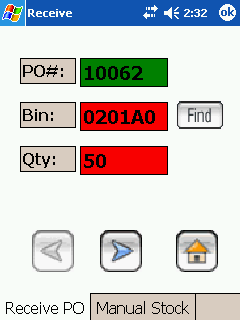 Receive 2:32 ok
PO#: 10062
Bin: 0201A0 Find
Qty: 50
Receive PO Manual Stock